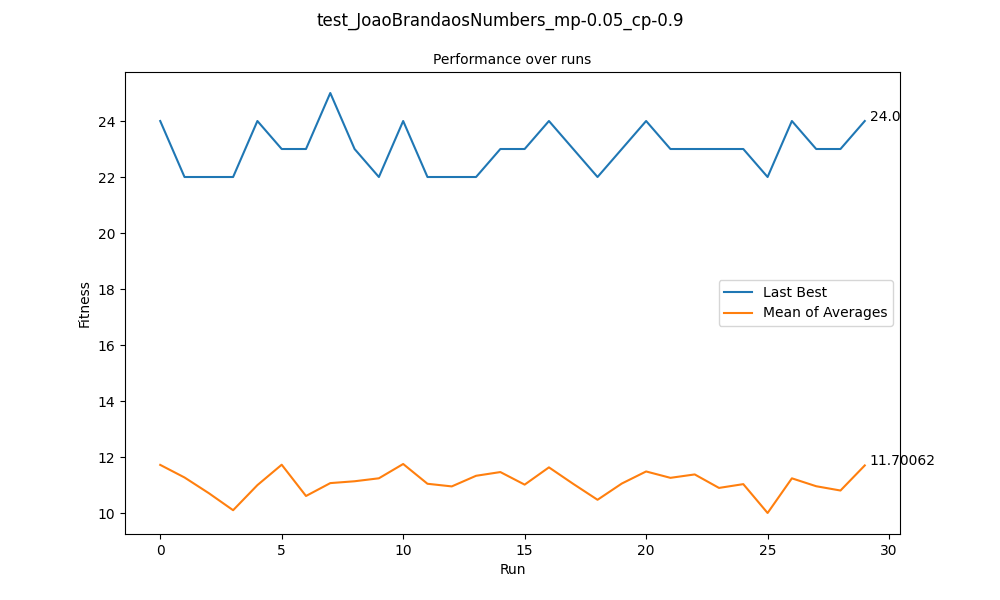 test_JoaoBrandaosNumbers_mp-0.05_cp-0.9
Performance over runs
Fitness
24
22
20
18
16
14
12
10
24.0
Last Best
Mean of Averages
11.70062
0 5 10 15 20 25 30
Run